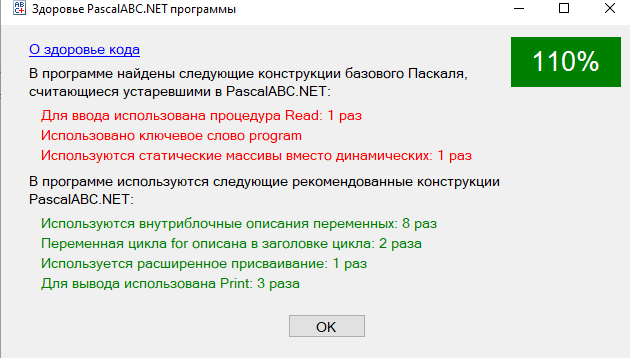 Здоровье PascalABC.NET программы
О здоровье кода
110%
В программе найдены следующие конструкции базового Паскаля,
считающиеся устаревшими в PascalABC.NET:
Для ввода использована процедура Read: 1 раз
Использовано ключевое слово program
Используются статические массивы вместо динамических: 1 раз
В программе используются следующие рекомендованные конструкции
PascalABC.NET:
Используются внутриблочные описания переменных: 8 раз
Переменная цикла for описана в заголовке цикла: 2 раза
Используется расширенное присваивание: 1 раз
Для вывода использована Print: 3 раза
OK